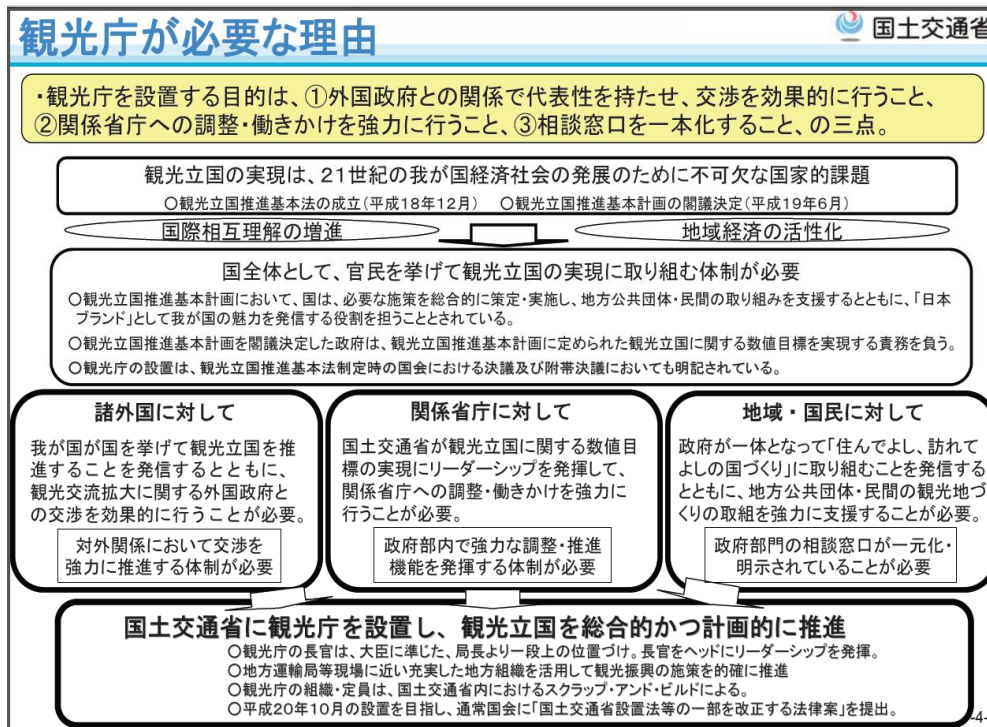 観光庁が必要な理由
国土交通省
・観光庁を設置する目的は、①外国政府との関係で代表性を持たせ、交渉を効果的に行うこと、
②関係省庁への調整・働きかけを強力に行うこと、③相談窓口を一本化すること、の三点。
観光立国の実現は、21世紀の我が国経済社会の発展のために不可欠な国家的課題
○観光立国推進基本法の成立(平成18年12月) ○観光立国推進基本計画の閣議決定(平成19年6月)
国際相互理解の増進
地域経済の活性化
国全体として、官民を挙げて観光立国の実現に取り組む体制が必要
○観光立国推進基本計画において、国は、必要な施策を総合的に策定・実施し、地方公共団体・民間の取り組みを支援するとともに、「日本
ブランド」として我が国の魅力を発信する役割を担うこととされている。
○観光立国推進基本計画を閣議決定した政府は、観光立国推進基本計画に定められた観光立国に関する数値目標を実現する責務を負う。
○観光庁の設置は、観光立国推進基本法制定時の国会における決議及び附帯決議においても明記されている。
諸外国に対して
我が国が国を挙げて観光立国を推
進することを発信するとともに、
観光交流拡大に関する外国政府と
の交渉を効果的に行うことが必要。
対外関係において交渉を
強力に推進する体制が必要
関係省庁に対して
国土交通省が観光立国に関する数値目
標の実現にリーダーシップを発揮して、
関係省庁への調整・働きかけを強力に
行うことが必要。
政府部内で強力な調整・推進
機能を発揮する体制が必要
地域・国民に対して
政府が一体となって「住んでよし、訪れて
よしの国づくり」に取り組むことを発信する
とともに、地方公共団体・民間の観光地づ
くりの取組を強力に支援することが必要。
政府部門の相談窓口が一元化・
明示されていることが必要
国土交通省に観光庁を設置し、観光立国を総合的かつ計画的に推進
○観光庁の長官は、大臣に準じた、局長より一段上の位置づけ。長官をヘッドにリーダーシップを発揮。
○地方運輸局等現場に近い充実した地方組織を活用して観光振興の施策を的確に推進
○観光庁の組織・定員は、国土交通省内におけるスクラップ・アンド・ビルドによる。
○平成20年10月の設置を目指し、通常国会に「国土交通省設置法等の一部を改正する法律案」を提出。
-4-